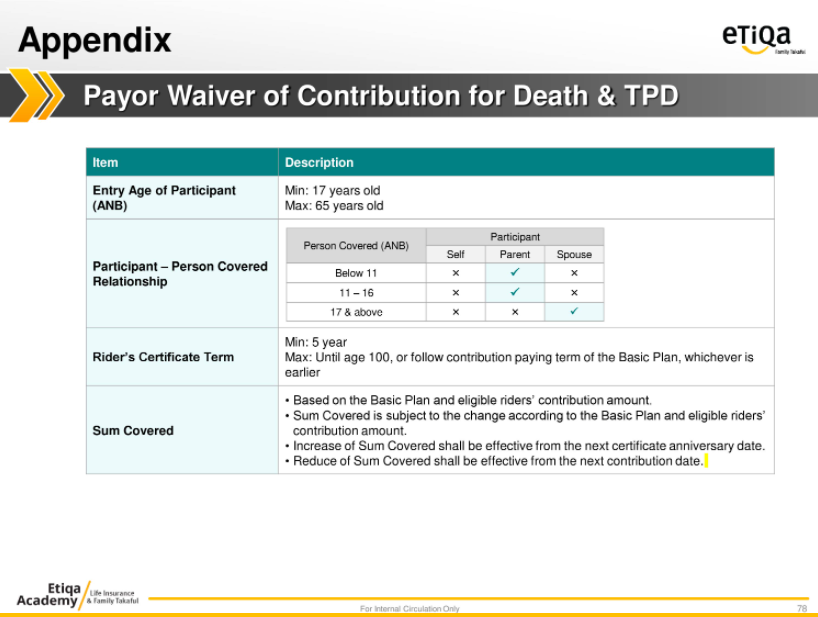 Appendix
eTiQa
Family Takaful
Payor Waiver of Contribution for Death & TPD
Item Description
Entry Age of Participant
(ANB)
Min: 17 years old
Max: 65 years old
Participant – Person Covered
Relationship
Person Covered (ANB) Participant
Self Parent Spouse
Below 11 × ✓ ×
11 – 16 × ✓ ×
17 & above × × ✓
Rider's Certificate Term
Min: 5 year
Max: Until age 100, or follow contribution paying term of the Basic Plan, whichever is
earlier
Sum Covered
• Based on the Basic Plan and eligible riders' contribution amount.
• Sum Covered is subject to the change according to the Basic Plan and eligible riders'
contribution amount.
• Increase of Sum Covered shall be effective from the next certificate anniversary date.
• Reduce of Sum Covered shall be effective from the next contribution date.
Etiqa
Academy
Life Insurance
& Family Takaful
For Internal Circulation Only
78